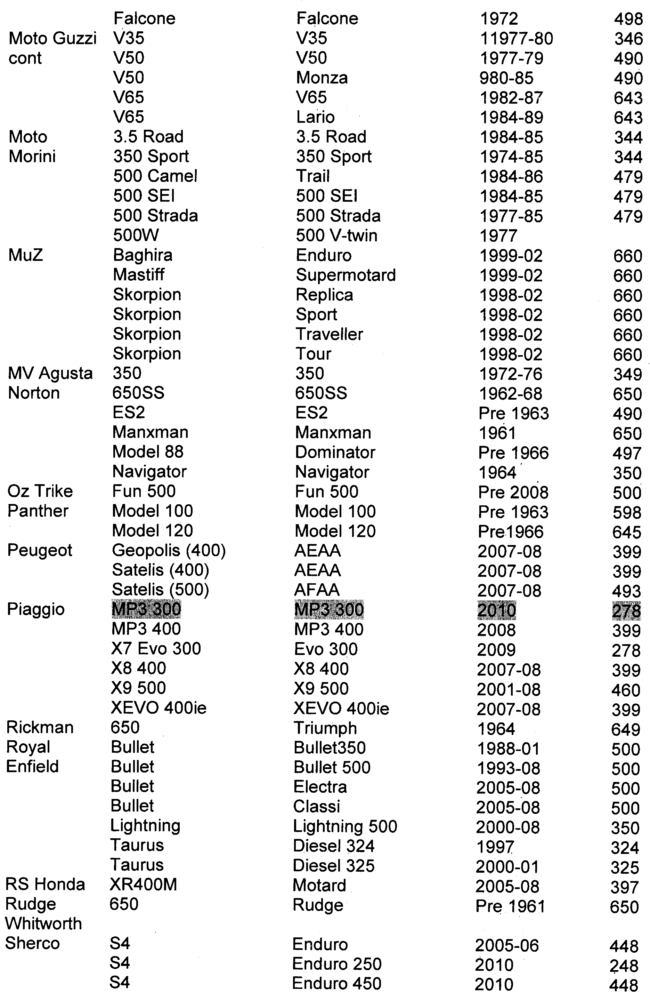 Falcone Falcone 1972 498
Moto Guzzi V35 V35 11977-80 346
cont V50 V50 1977-79 490
V50 Monza 980-85 490
V65 V65 1982-87 643
V65 Lario 1984-89 643
Moto 3.5 Road 3.5 Road 1984-85 344
Morini 350 Sport 350 Sport 1974-85 344
500 Camel Trail 1984-86 479
500 SEI 500 SEI 1984-85 479
500 Strada 500 Strada 1977-85 479
500W 500 V-twin 1977
MuZ Baghira Enduro 1999-02 660
Mastiff Supermotard 1999-02 660
Skorpion Replica 1998-02 660
Skorpion Sport 1998-02 660
Skorpion Traveller 1998-02 660
Skorpion Tour 1998-02 660
MV Agusta 350 350 1972-76 349
Norton 650SS 650SS 1962-68 650
ES2 ES2 Pre 1963 490
Manxman Manxman 1961 650
Model 88 Dominator Pre 1966 497
Navigator Navigator 1964 350
Oz Trike Fun 500 Fun 500 Pre 2008 500
Panther Model 100 Model 100 Pre 1963 598
Model 120 Model 120 Pre1966 645
Peugeot Geopolis (400) AEAA 2007-08 399
Satelis (400) AEAA 2007-08 399
Satelis (500) AFAA 2007-08 493
Piaggio MP3 300 MP3 300 2010 278
MP3 400 MP3 400 2008 399
X7 Evo 300 Evo 300 2009 278
X8 400 X8 400 2007-08 399
X9 500 X9 500 2001-08 460
XEVO 400ie XEVO 400ie 2007-08 399
Rickman 650 Triumph 1964 649
Royal Bullet Bullet350 1988-01 500
Enfield Bullet Bullet 500 1993-08 500
Bullet Electra 2005-08 500
Bullet Classi 2005-08 500
Lightning Lightning 500 2000-08 350
Taurus Diesel 324 1997 324
Taurus Diesel 325 2000-01 325
RS Honda XR400M Motard 2005-08 397
Rudge 650 Rudge Pre 1961 650
Whitworth
Sherco S4 Enduro 2005-06 448
S4 Enduro 250 2010 248
S4 Enduro 450 2010 448